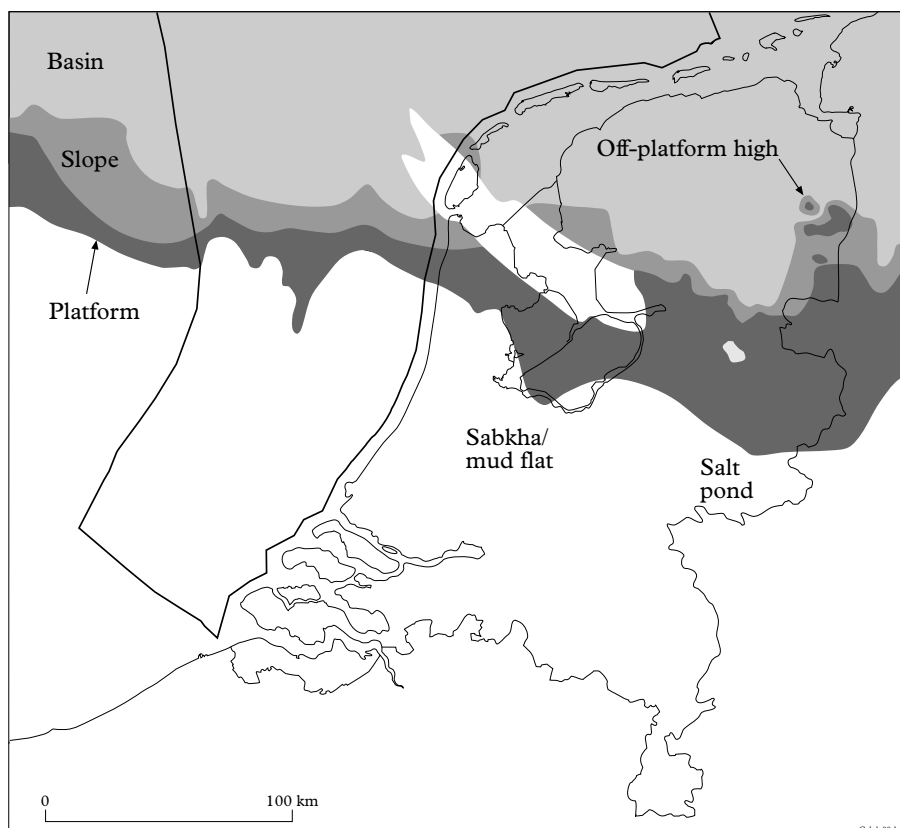 Basin
Slope
Off-platform high
Platform
Sabkha/
mud flat
Salt
pond
0
100 km